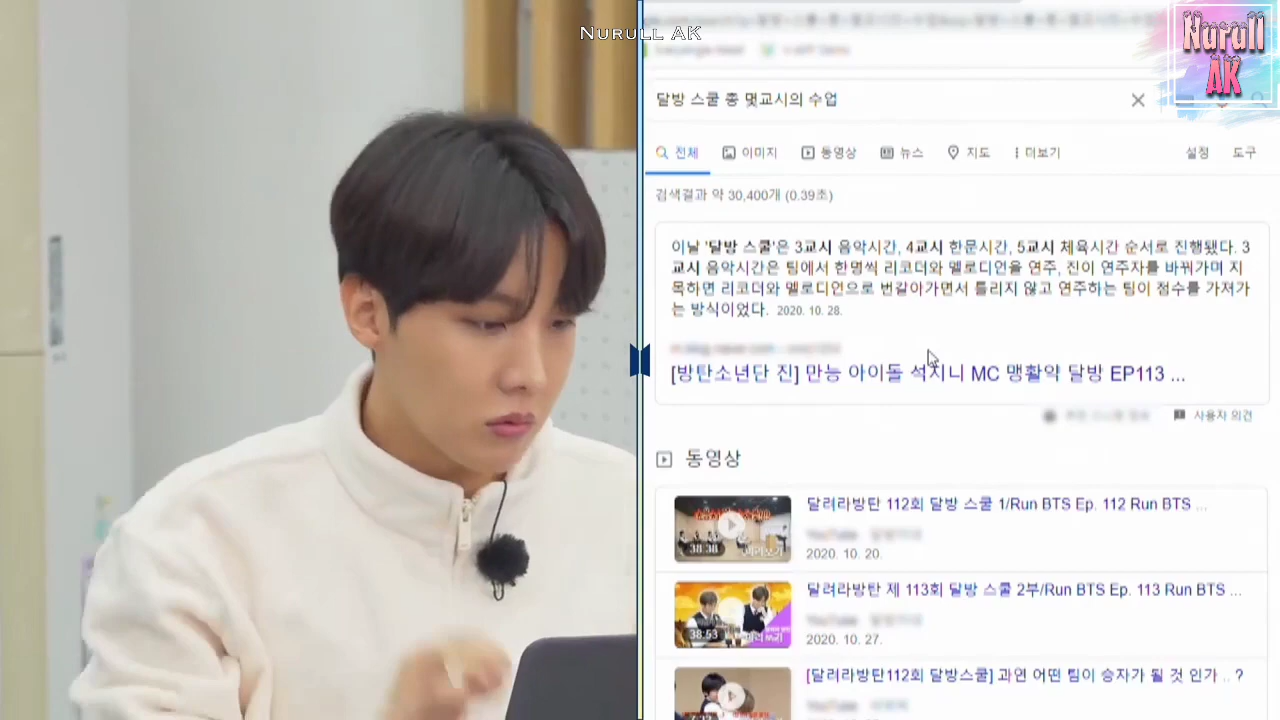 NURULL AK
Nurull
AK
달방 스쿨 총 몇교시의 수업
전체 이미지 동영상 뉴스 지도 더보기 설정 도구
검색결과 약 30,400개 (0.39초)
이날 '달방 스쿨'은 3교시 음악시간, 4교시 한문시간, 5교시 체육시간 순서로 진행됐다. 3
교시 음악시간은 팀에서 한명씩 리코더와 멜로디언을 연주, 진이 연주자를 바꿔가며 지
목하면 리코더와 멜로디언으로 번갈아가면서 틀리지 않고 연주하는 팀이 점수를 가져가
는 방식이었다. 2020. 10. 28.
[방탄소년단 진] 만능 아이돌 석지니 MC 맹활약 달방 EP113 ...
사용자 의견
동영상
달려라방탄 112회 달방 스쿨 1/Run BTS Ep. 112 Run BTS ...
38:38
2020. 10. 20.
달려라방탄 제 113회 달방 스쿨 2부/Run BTS Ep. 113 Run BTS ...
38:53
2020. 10. 27.
[달려라방탄112회 달방스쿨] 과연 어떤 팀이 승자가 될 것 인가 .. ?